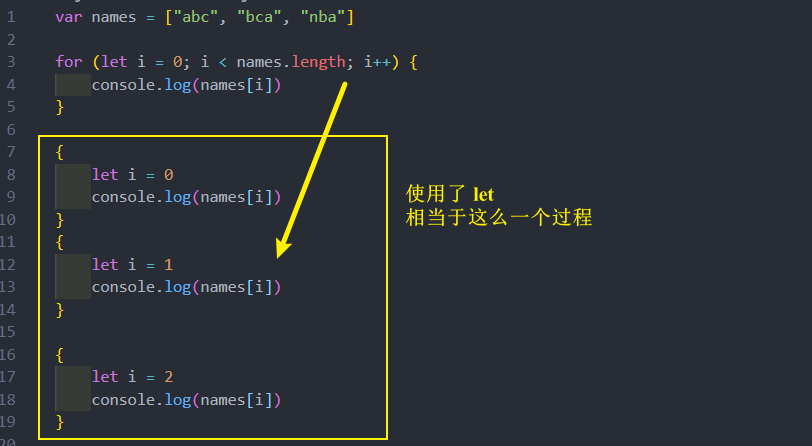 1 var names = ["abc", "bca", "nba"]
2
3 for (let i = 0; i < names.length; i++) {
4 console.log(names[i])
5 }
6
7 {
8 let i = 0
9 console.log(names[i])
10 }
11 {
12 let i = 1
13 console.log(names[i])
14 }
15
16 {
17 let i = 2
18 console.log(names[i])
19 }
20
使用了 let
相当于这么一个过程